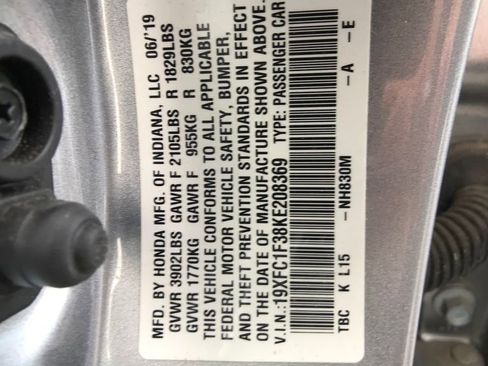 MFD. BY HONDA MFG. OF INDIANA, LLC 06/'19
GVWR 3902LBS GAWR F 2105LBS R 1829LBS
GVWR 1770KG GAWR F 955KG R 830KG
THIS VEHICLE CONFORMS TO ALL APPLICABLE
FEDERAL MOTOR VEHICLE SAFETY, BUMPER,
AND THEFT PREVENTION STANDARDS IN EFFECT
ON THE DATE OF MANUFACTURE SHOWN ABOVE.
V.I.N.:19XFC1F38KE208369 TYPE: PASSENGER CAR
TBC K L15 -NH830M -A -E